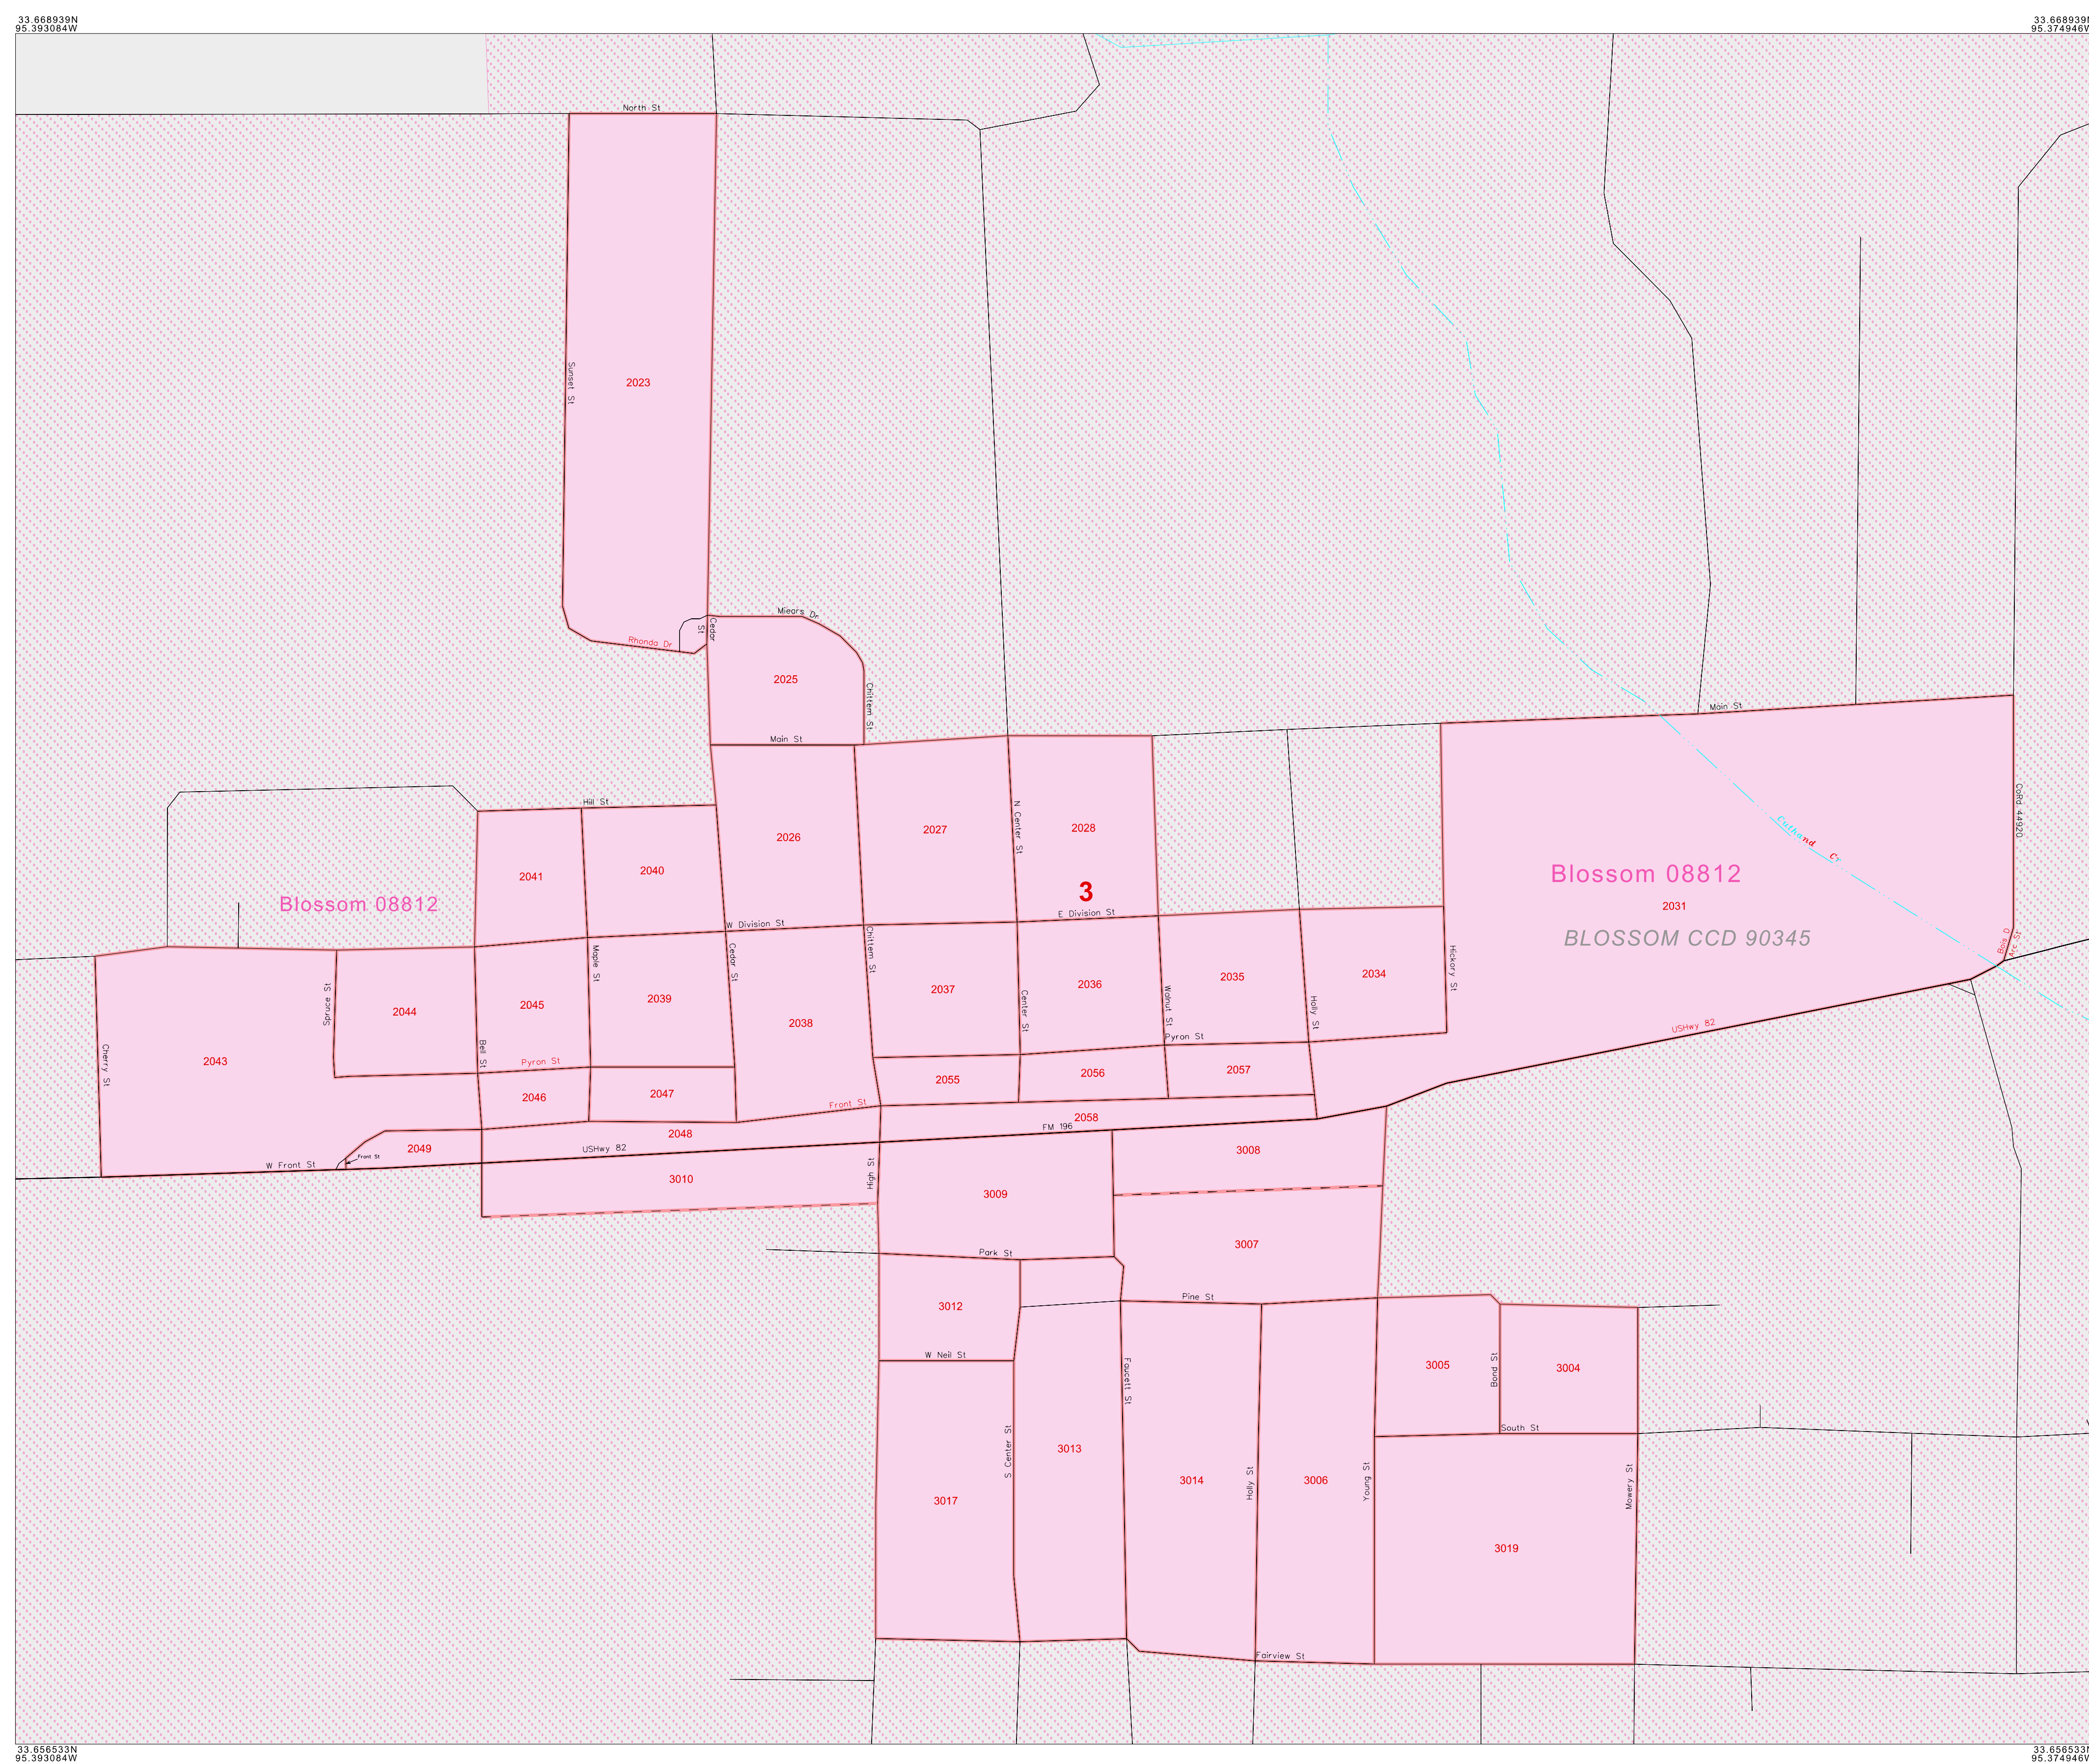 33.668939N
95.393084W
33.668939N
95.374946W
North St
Sunset St
2023
Miears Dr
Cedar
St
Rhonda Dr
2025
Chittem St
Main St
Main St
Hill St
N Center St
2026
2027
2028
CoRd 44920
Cuthand Cr
2041
2040
Blossom 08812
3
Blossom 08812
2031
E Division St
W Division St
BLOSSOM CCD 90345
Bois D
Arc St
Spruce St
Maple St
Cedar St
Chittem St
Hickory St
2044
2045
2039
2038
2037
Center St
2036
Walnut St
2035
Holly St
2034
USHwy 82
Pyron St
Cherry St
2043
Bell St
Pyron St
2055
2056
2057
2046
2047
Front St
2058
FM 196
2048
2049
USHwy 82
Front St
W Front St
High St
3008
3010
3009
3007
Park St
Pine St
3012
W Neil St
Faucett St
3005
Bond St
3004
South St
S Center St
3013
3017
3014
Holly St
3006
Young St
Mowery St
3019
Fairview St
33.656533N
95.393084W
33.656533N
95.374946W